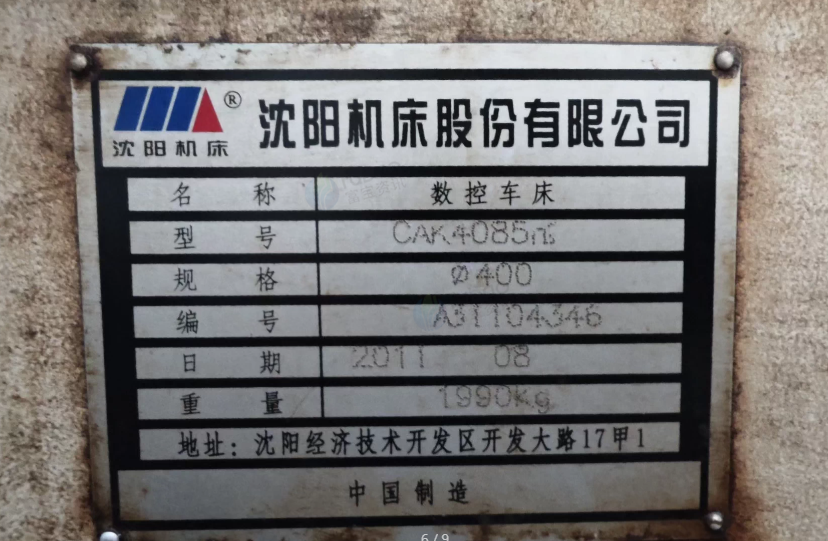 沈阳机床 ® 沈阳机床股份有限公司
名 称 数控车床
型 号 CAK4085ni
规 格 Ø400
编 号 A31104346
日 期 2011 08
重 量 1990kg
地址：沈阳经济技术开发区开发大路17甲1
中国制造
6/9